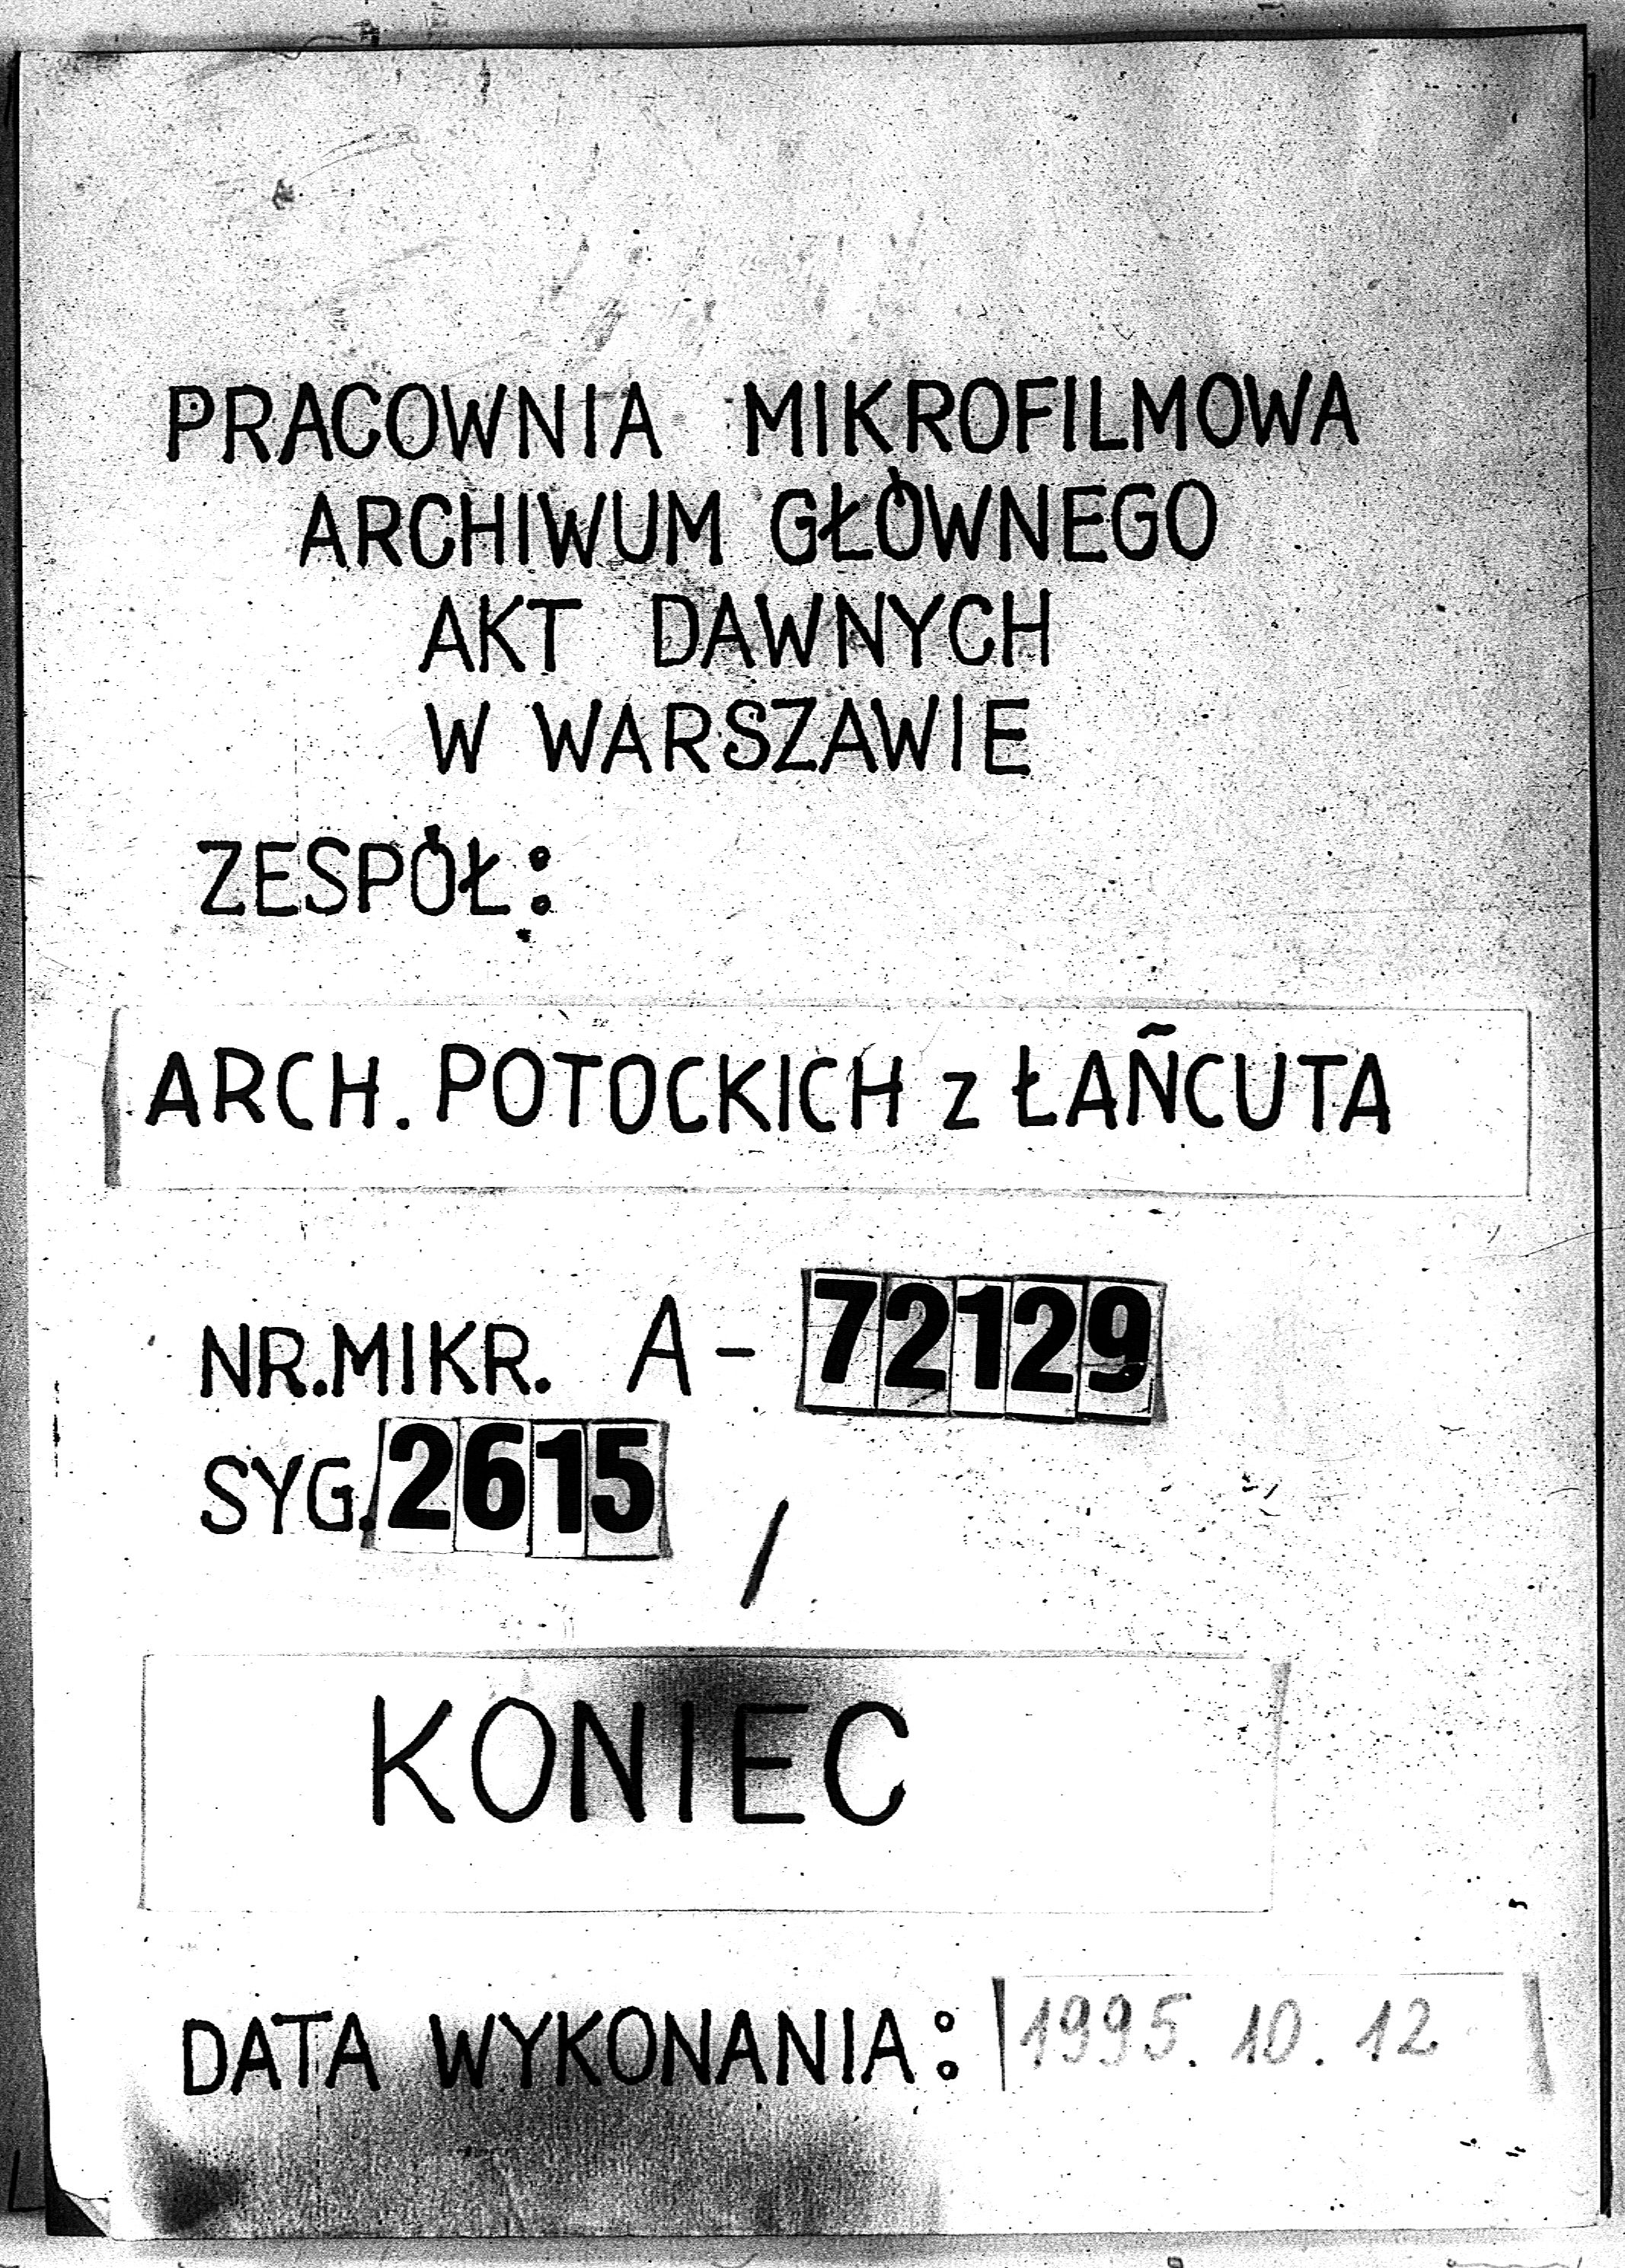 PRACOWNIA MIKROFILMOWA
ARCHIWUM GŁÓWNEGO
AKT DAWNYCH
W WARSZAWIE
ZESPÓŁ:
ARCH. POTOCKICH z ŁAŃCUTA
NR.MIKR. A-72129
SYG.2615 /
KONIEC
DATA WYKONANIA: 1995.10.12